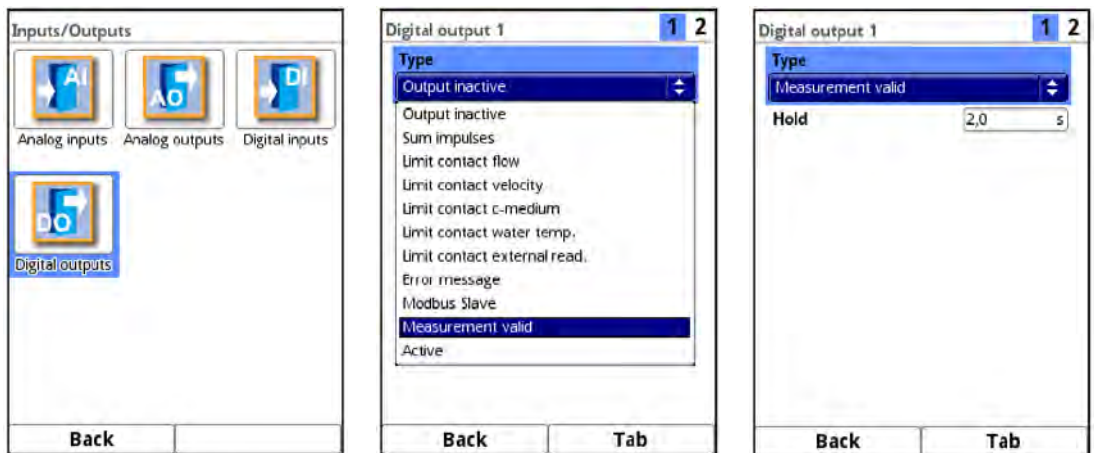 Inputs/Outputs
AI
AO
DI
Analog inputs
Analog outputs
Digital inputs
DO
Digital outputs
Back
Digital output 1
1 2
Type
Output inactive
Output inactive
Sum impulses
Limit contact flow
Limit contact velocity
Limit contact c-medium
Limit contact water temp.
Limit contact external read.
Error message
Modbus Slave
Measurement valid
Active
Back
Tab
Digital output 1
1 2
Type
Measurement valid
Hold
2,0 s
Back
Tab